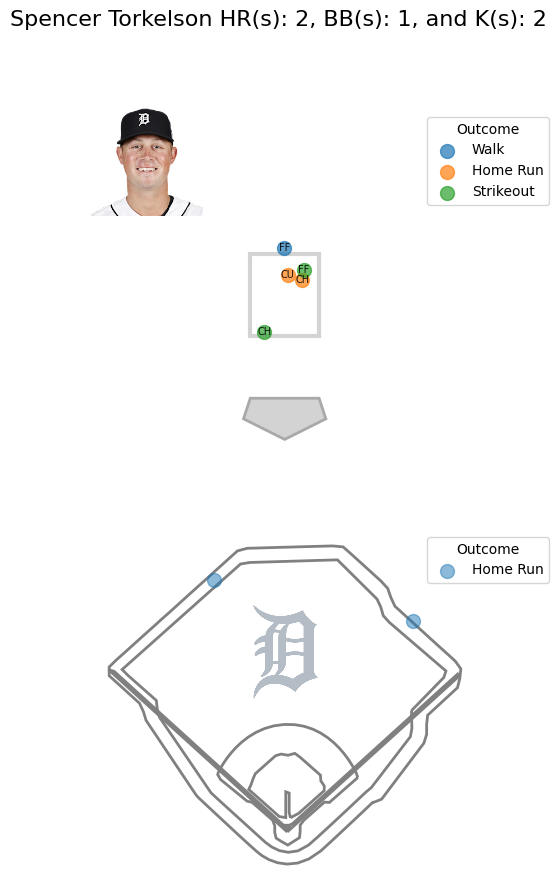 Spencer Torkelson HR(s): 2, BB(s): 1, and K(s): 2
D
Outcome
Walk
Home Run
Strikeout
FF
FF
CU
CH
CH
Outcome
Home Run
D